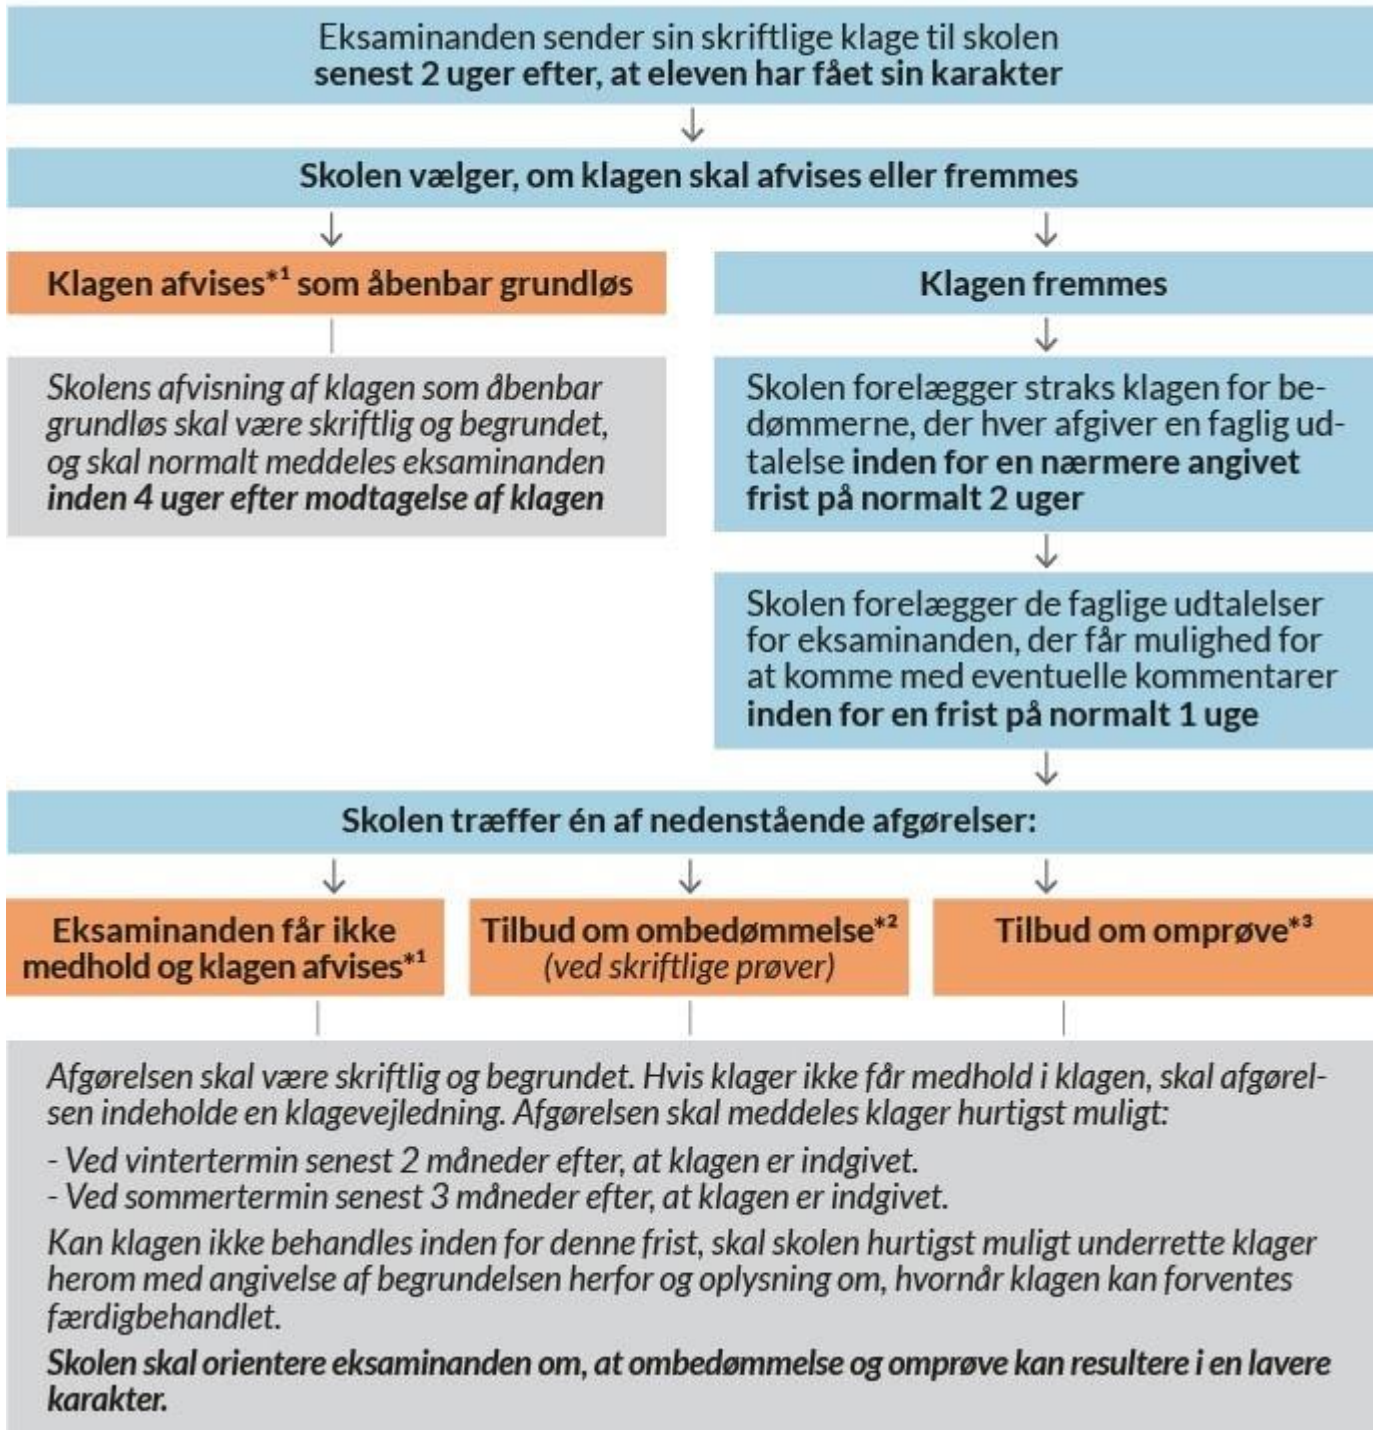 Eksaminanden sender sin skriftlige klage til skolen
senest 2 uger efter, at eleven har fået sin karakter
Skolen vælger, om klagen skal afvises eller fremmes
Klagen afvises*¹ som åbenbar grundløs
Skolens afvisning af klagen som åbenbar
grundløs skal være skriftlig og begrundet,
og skal normalt meddeles eksaminanden
inden 4 uger efter modtagelse af klagen
Klagen fremmes
Skolen forelægger straks klagen for be-
dømmerne, der hver afgiver en faglig ud-
talelse inden for en nærmere angivet
frist på normalt 2 uger
Skolen forelægger de faglige udtalelser
for eksaminanden, der får mulighed for
at komme med eventuelle kommentarer
inden for en frist på normalt 1 uge
Skolen træffer én af nedenstående afgørelser:
Eksaminanden får ikke
medhold og klagen afvises*¹
Tilbud om ombedømmelse*²
(ved skriftlige prøver)
Tilbud om omprøve*³
Afgørelsen skal være skriftlig og begrundet. Hvis klager ikke får medhold i klagen, skal afgørel-
sen indeholde en klagevejledning. Afgørelsen skal meddeles klager hurtigst muligt:
- Ved vintertermin senest 2 måneder efter, at klagen er indgivet.
- Ved sommertermin senest 3 måneder efter, at klagen er indgivet.
Kan klagen ikke behandles inden for denne frist, skal skolen hurtigst muligt underrette klager
herom med angivelse af begrundelsen herfor og oplysning om, hvornår klagen kan forventes
færdigbehandlet.
Skolen skal orientere eksaminanden om, at ombedømmelse og omprøve kan resultere i en lavere
karakter.